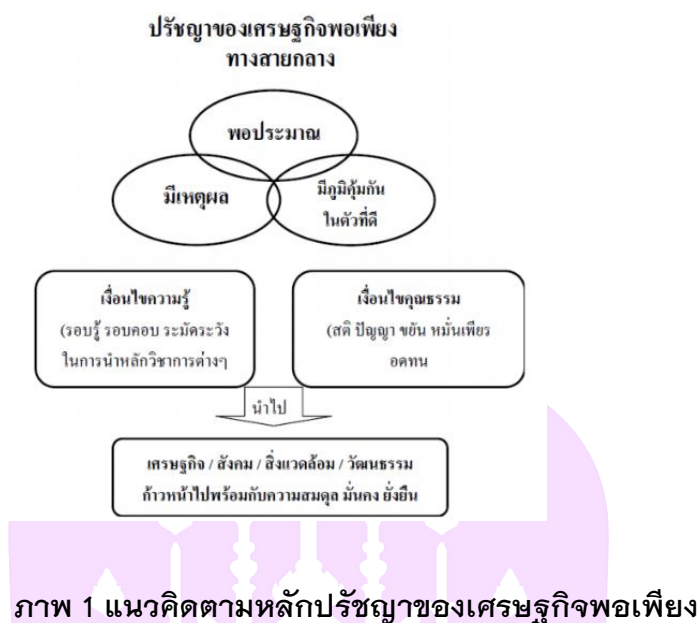 ปรัชญาของเศรษฐกิจพอเพียง
ทางสายกลาง
พอประมาณ
มีเหตุผล
มีภูมิคุ้มกัน
ในตัวที่ดี
เงื่อนไขความรู้
(รอบรู้ รอบคอบ ระมัดระวัง
ในการนำหลักวิชาการต่างๆ
เงื่อนไขคุณธรรม
(สติ ปัญญา ขยัน หมั่นเพียร
อดทน
นำไป
เศรษฐกิจ / สังคม / สิ่งแวดล้อม / วัฒนธรรม
ก้าวหน้าไปพร้อมกับความสมดุล มั่นคง ยั่งยืน
ภาพ 1 แนวคิดตามหลักปรัชญาของเศรษฐกิจพอเพียง